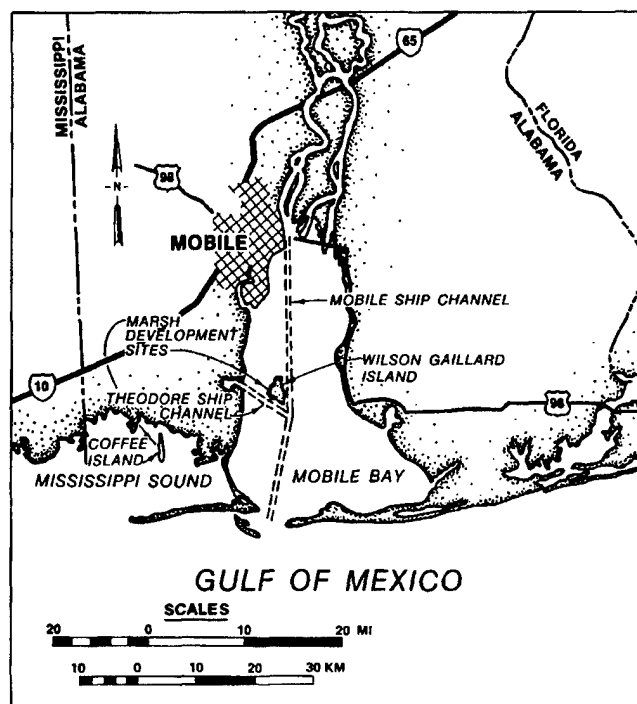 65
MISSISSIPPI
ALABAMA
FLORIDA
ALABAMA
98
N
MOBILE
MOBILE SHIP CHANNEL
MARSH
DEVELOPMENT
SITES
WILSON GAILLARD
ISLAND
10
THEODORE SHIP
CHANNEL
98
COFFEE
ISLAND
MISSISSIPPI SOUND
MOBILE BAY
GULF OF MEXICO
SCALES
20 0 10 20 MI
10 0 10 20 30 KM